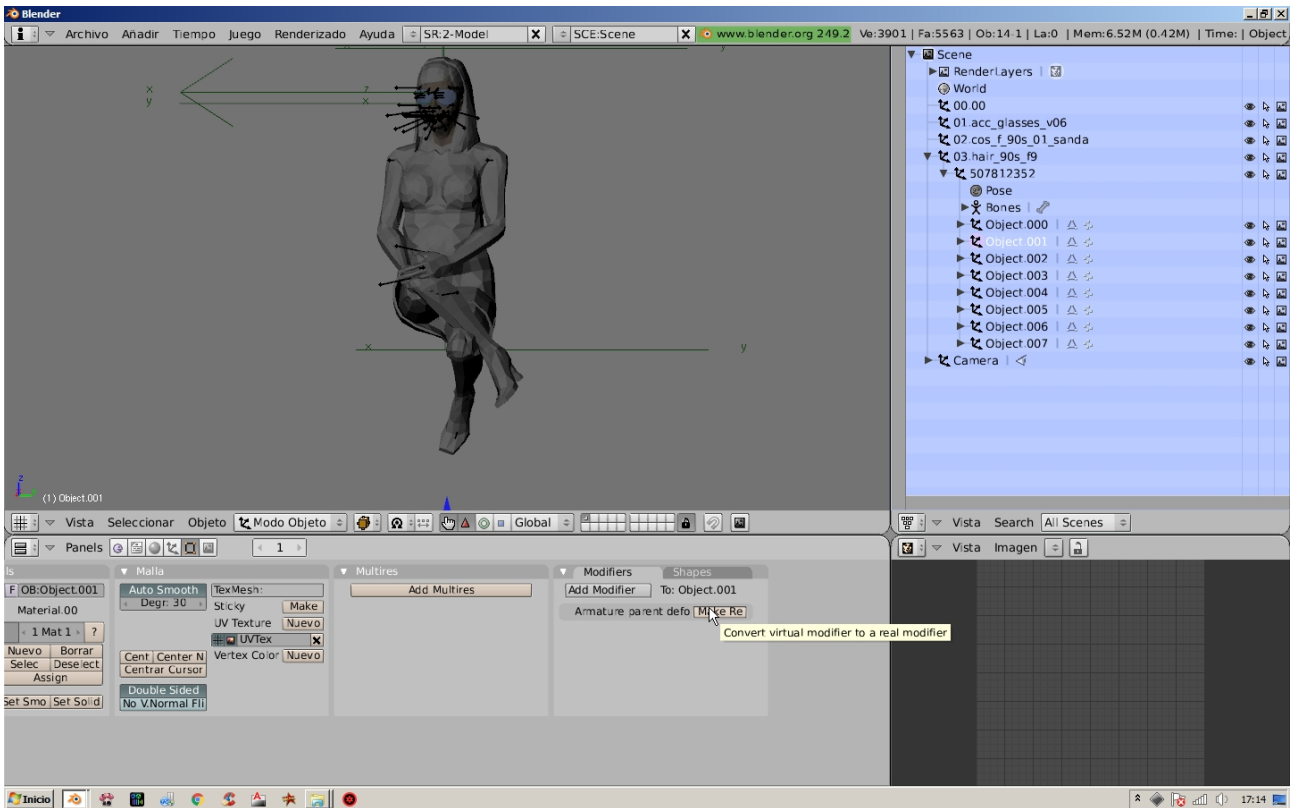 Blender
Archivo Añadir Tiempo Juego Renderizado Ayuda SR:2-Model X SCE:Scene X www.blender.org 249.2 Ve:3901 | Fa:5563 | Ob:14-1 | La:0 | Mem:6.52M (0.42M) | Time: | Object
Scene
RenderLayers
World
00.00
01.acc_glasses_v06
02.cos_f_90s_01_sanda
03.hair_90s_f9
507812352
Pose
Bones
Object.000
Object.001
Object.002
Object.003
Object.004
Object.005
Object.006
Object.007
Camera
x
y
z
x
x
y
z
(1) Object.001
Vista Seleccionar Objeto Modo Objeto Global
Vista Search All Scenes
Panels 1
Vista Imagen
ls Malla Multires Modifiers Shapes
F OB:Object.001 Auto Smooth TexMesh: Add Multires Add Modifier To: Object.001
Material.00 Degr: 30 Sticky Make Armature parent defo Make Re
1 Mat 1 ? UV Texture Nuevo
Convert virtual modifier to a real modifier
UVTex
Nuevo Borrar Cent Center N Vertex Color Nuevo
Selec Deselect Centrar Cursor
Assign
Double Sided
Set Smo Set Solid No V.Normal Fli
Inicio 17:14